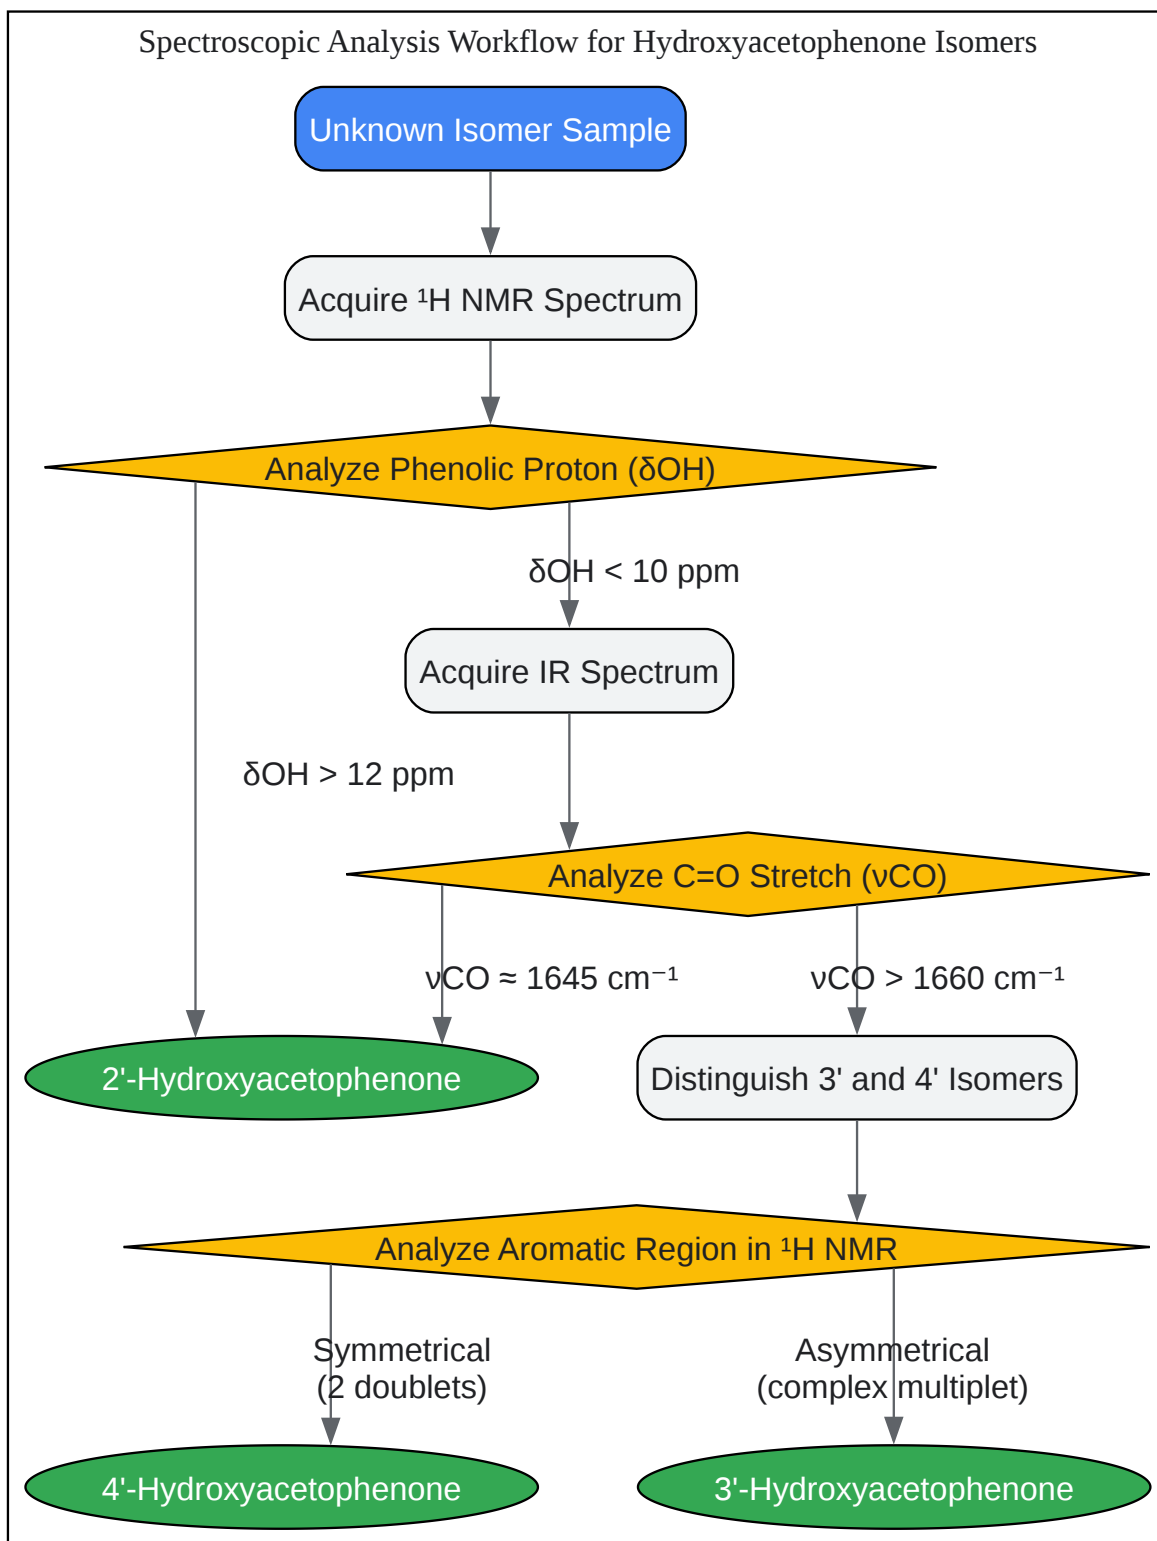 Spectroscopic Analysis Workflow for Hydroxyacetophenone Isomers
Unknown Isomer Sample
Acquire ¹H NMR Spectrum
Analyze Phenolic Proton (δOH)
δOH < 10 ppm
Acquire IR Spectrum
δOH > 12 ppm
Analyze C=O Stretch (νCO)
νCO ≈ 1645 cm⁻¹
νCO > 1660 cm⁻¹
2'-Hydroxyacetophenone
Distinguish 3' and 4' Isomers
Analyze Aromatic Region in ¹H NMR
Symmetrical
(2 doublets)
Asymmetrical
(complex multiplet)
4'-Hydroxyacetophenone
3'-Hydroxyacetophenone